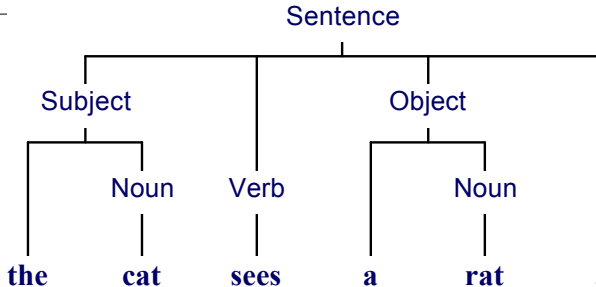 Sentence
Subject Object
Noun Verb Noun
the cat sees a rat